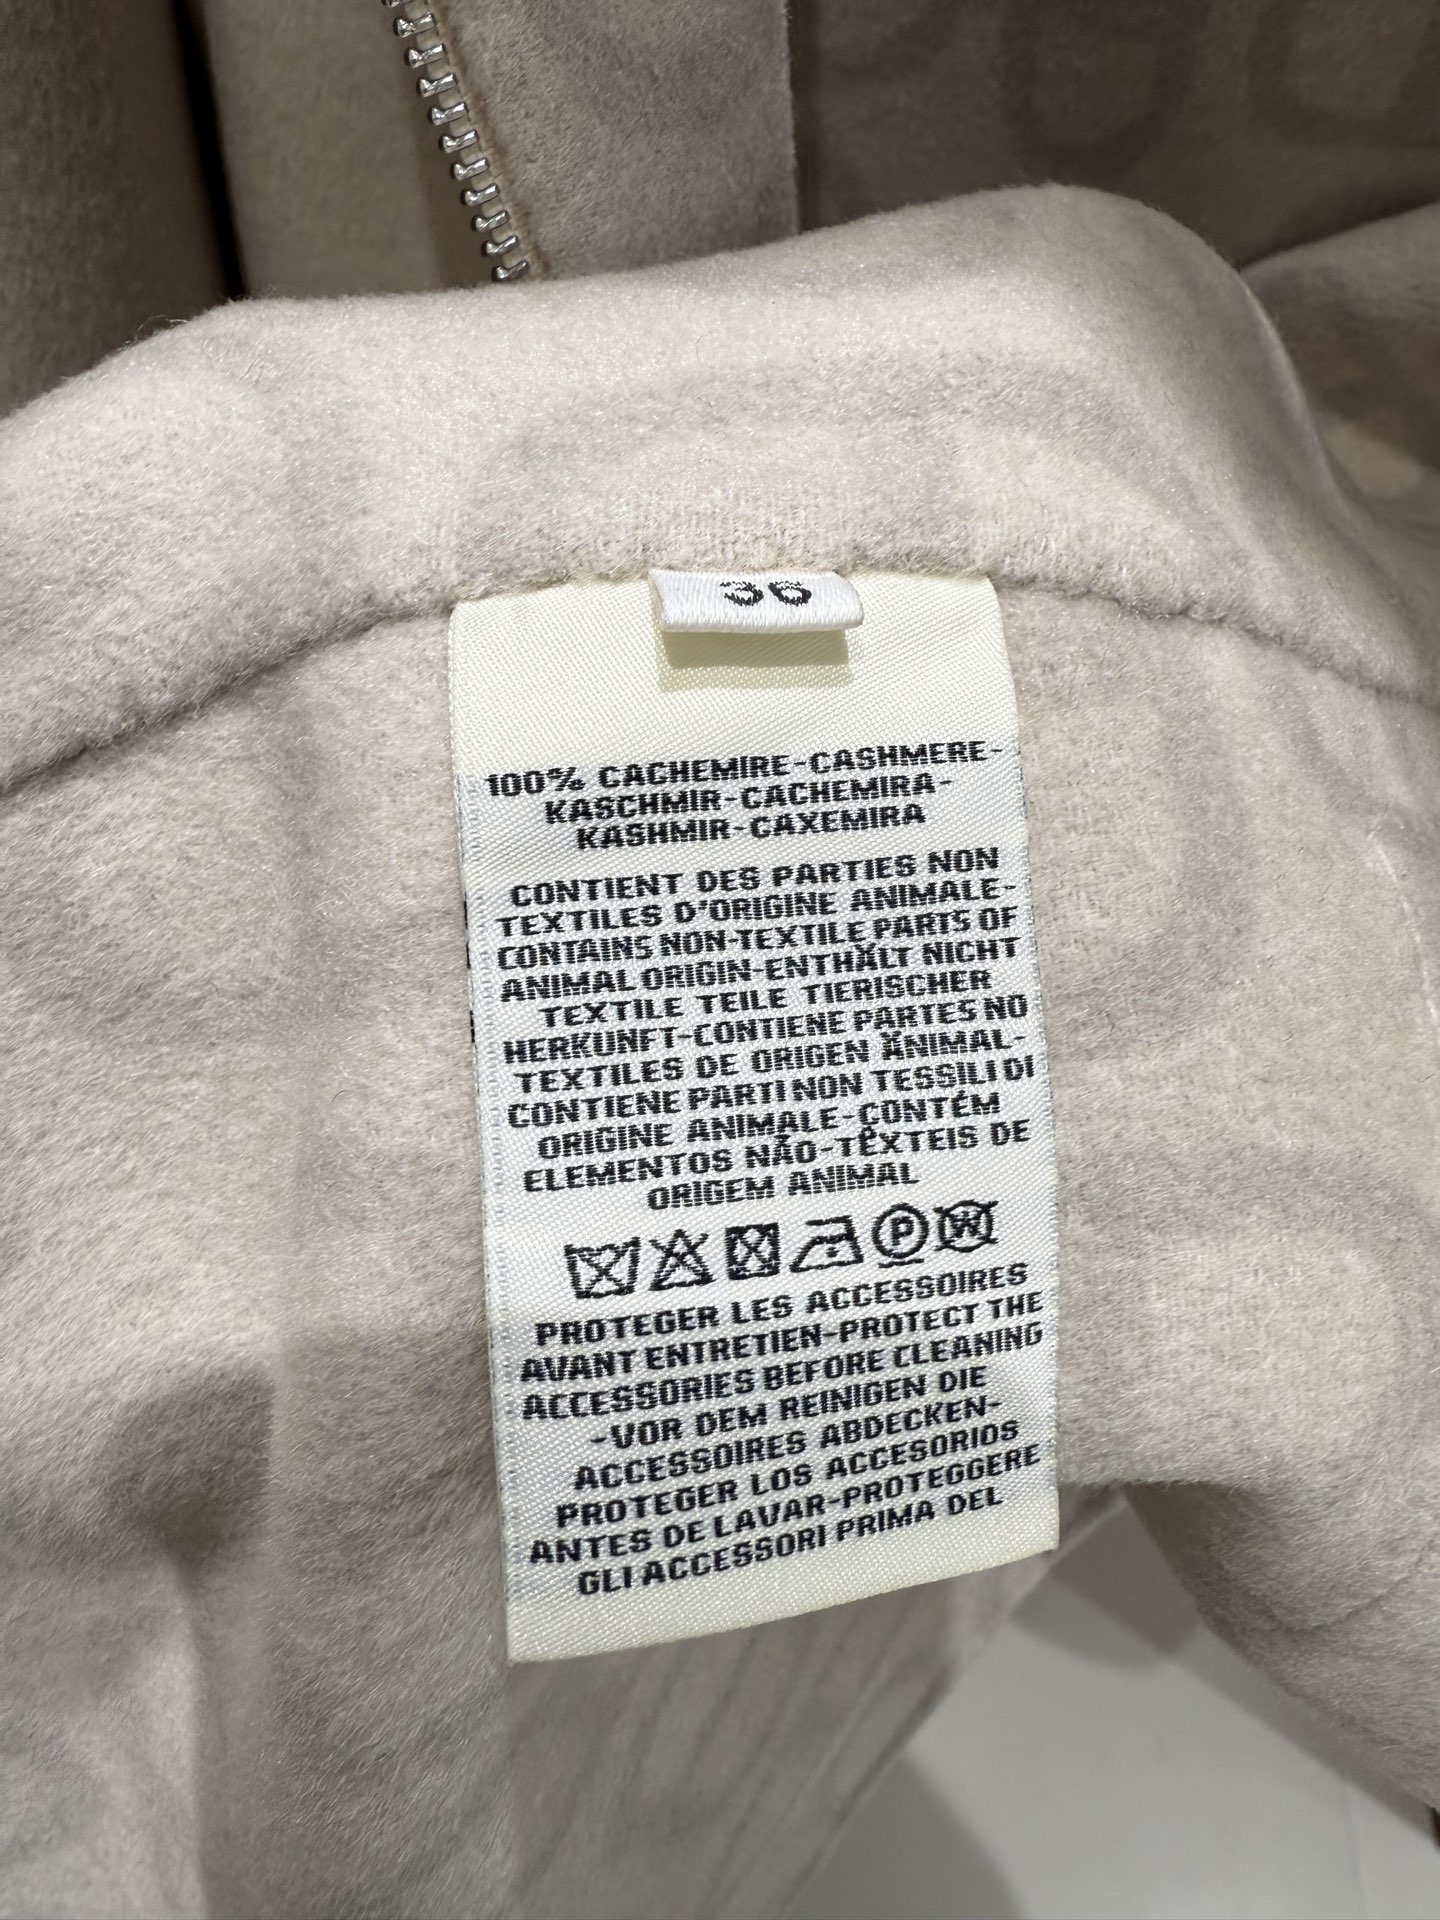 36
100% CACHEMIRE-CASHMERE-
KASCHMIR-CACHEMIRA-
KASHMIR-CAXEMIRA
CONTIENT DES PARTIES NON
TEXTILES D'ORIGINE ANIMALE-
CONTAINS NON-TEXTILE PARTS OF
ANIMAL ORIGIN-ENTHÄLT NICHT
TEXTILE TEILE TIERISCHER
HERKUNFT-CONTIENE PARTES NO
TEXTILES DE ORIGEN ANIMAL-
CONTIENE PARTI NON TESSILI DI
ORIGINE ANIMALE-CONTÉM
ELEMENTOS NÃO-TÊXTEIS DE
ORIGEM ANIMAL
P W
PROTEGER LES ACCESSOIRES
AVANT ENTRETIEN-PROTECT THE
ACCESSORIES BEFORE CLEANING
-VOR DEM REINIGEN DIE
ACCESSOIRES ABDECKEN-
PROTEGER LOS ACCESORIOS
ANTES DE LAVAR-PROTEGGERE
GLI ACCESSORI PRIMA DEL